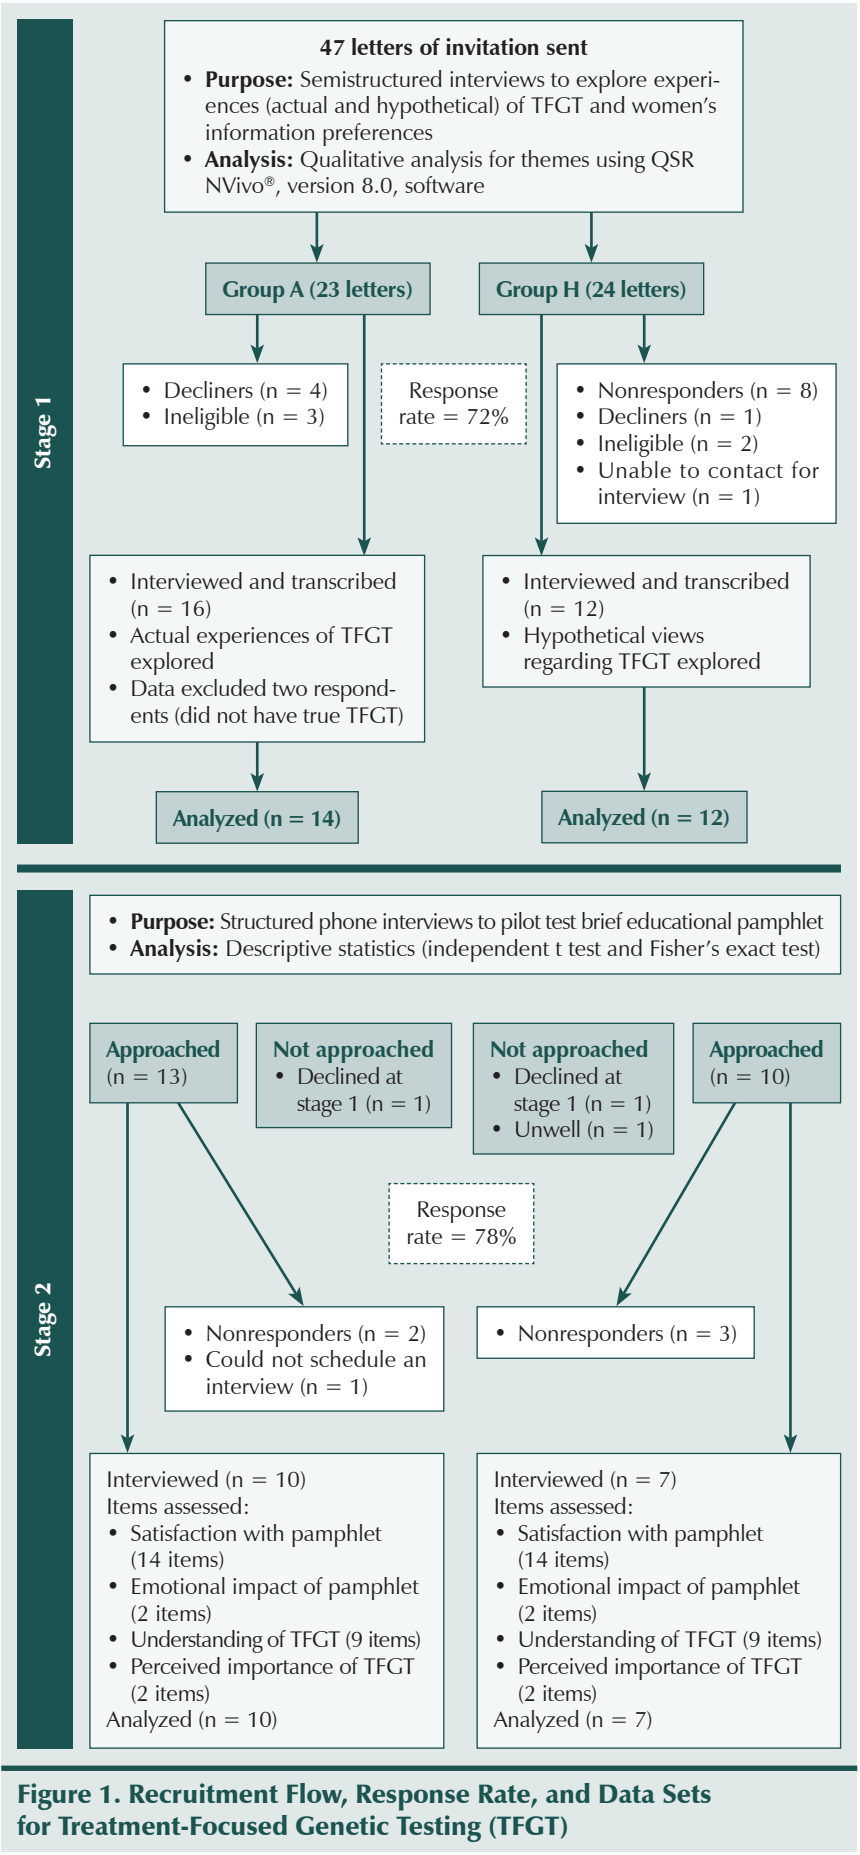 47 letters of invitation sent
• Purpose: Semistructured interviews to explore experi-
ences (actual and hypothetical) of TFGT and women's
information preferences
• Analysis: Qualitative analysis for themes using QSR
NVivo®, version 8.0, software
Stage 1
Group A (23 letters)
Group H (24 letters)
• Decliners (n = 4)
• Ineligible (n = 3)
Response
rate = 72%
• Nonresponders (n = 8)
• Decliners (n = 1)
• Ineligible (n = 2)
• Unable to contact for
interview (n = 1)
• Interviewed and transcribed
(n = 16)
• Actual experiences of TFGT
explored
• Data excluded two respond-
ents (did not have true TFGT)
• Interviewed and transcribed
(n = 12)
• Hypothetical views
regarding TFGT explored
Analyzed (n = 14)
Analyzed (n = 12)
Stage 2
• Purpose: Structured phone interviews to pilot test brief educational pamphlet
• Analysis: Descriptive statistics (independent t test and Fisher's exact test)
Approached
(n = 13)
Not approached
• Declined at
stage 1 (n = 1)
Not approached
• Declined at
stage 1 (n = 1)
• Unwell (n = 1)
Approached
(n = 10)
Response
rate = 78%
• Nonresponders (n = 2)
• Could not schedule an
interview (n = 1)
• Nonresponders (n = 3)
Interviewed (n = 10)
Items assessed:
• Satisfaction with pamphlet
(14 items)
• Emotional impact of pamphlet
(2 items)
• Understanding of TFGT (9 items)
• Perceived importance of TFGT
(2 items)
Analyzed (n = 10)
Interviewed (n = 7)
Items assessed:
• Satisfaction with pamphlet
(14 items)
• Emotional impact of pamphlet
(2 items)
• Understanding of TFGT (9 items)
• Perceived importance of TFGT
(2 items)
Analyzed (n = 7)
Figure 1. Recruitment Flow, Response Rate, and Data Sets
for Treatment-Focused Genetic Testing (TFGT)